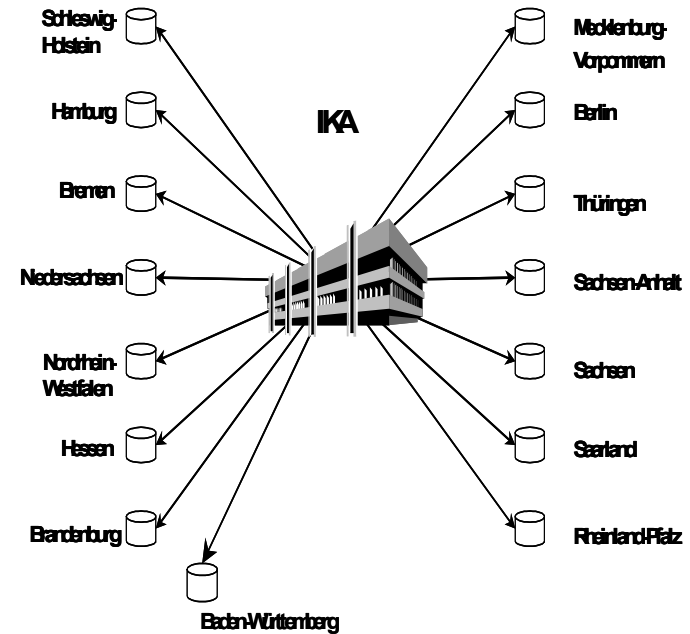 Schleswig-
Holstein
Hamburg
Bremen
Niedersachsen
Nordrhein-
Westfalen
Hessen
Brandenburg
Baden-Württemberg
IKA
Mecklenburg-
Vorpommern
Berlin
Thüringen
Sachsen-Anhalt
Sachsen
Saarland
Rheinland-Pfalz